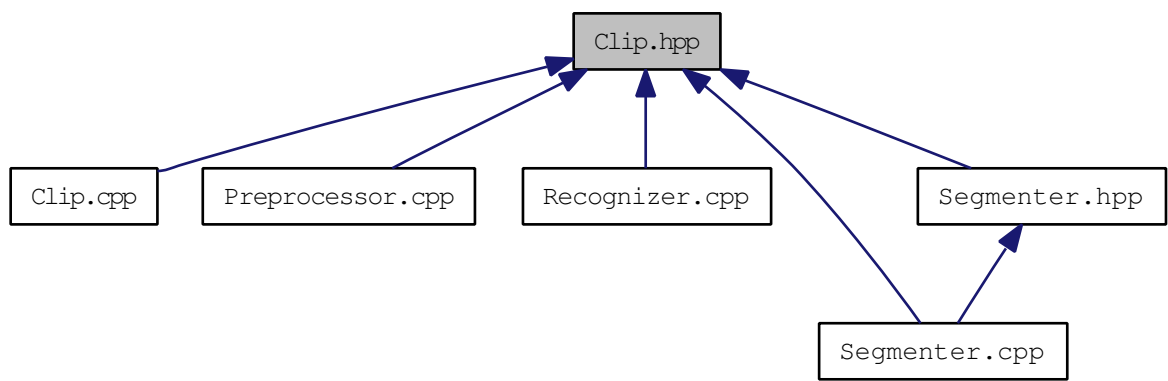 Clip.hpp
Clip.cpp
Preprocessor.cpp
Recognizer.cpp
Segmenter.hpp
Segmenter.cpp